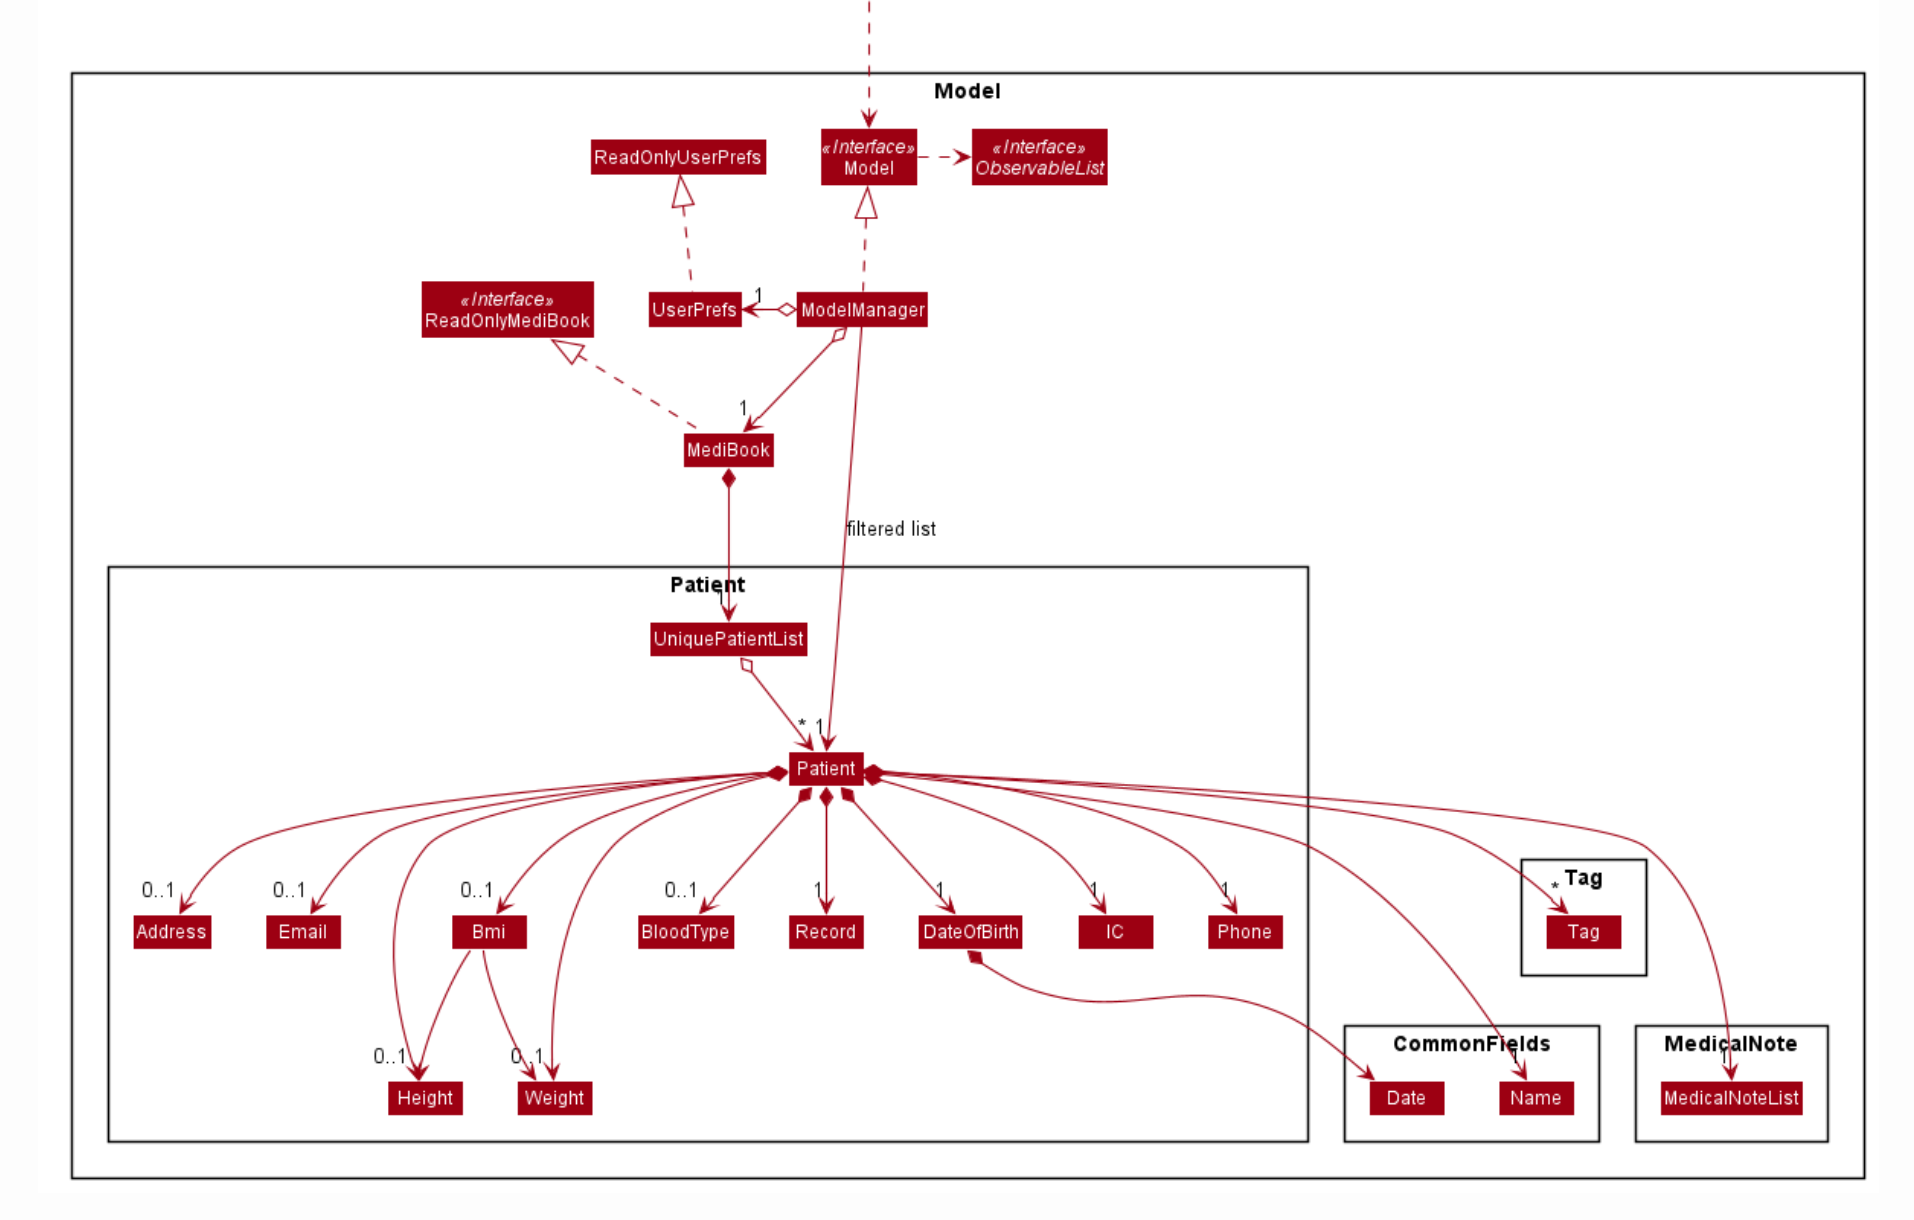 Model
«Interface»
Model
«Interface»
ObservableList
ReadOnlyUserPrefs
«Interface»
ReadOnlyMediBook
UserPrefs
1
ModelManager
1
MediBook
filtered list
Patient
1
UniquePatientList
* 1
Patient
0..1
0..1
0..1
0..1
1
1
1
1
* Tag
Address
Email
Bmi
BloodType
Record
DateOfBirth
IC
Phone
Tag
0..1
0..1
CommonFields
1
MedicalNote
1
Height
Weight
Date
Name
MedicalNoteList